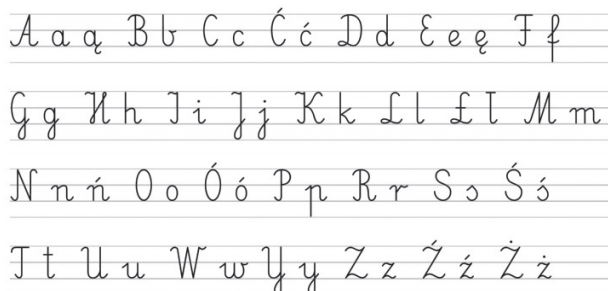 A a ą B b C c Ć ć D d E e ę F f
G g H h I i J j K k L l Ł ł M m
N n ń O o Ó ó P p R r S s Ś ś
T t U u W w Y y Z z Ź ź Ż ż